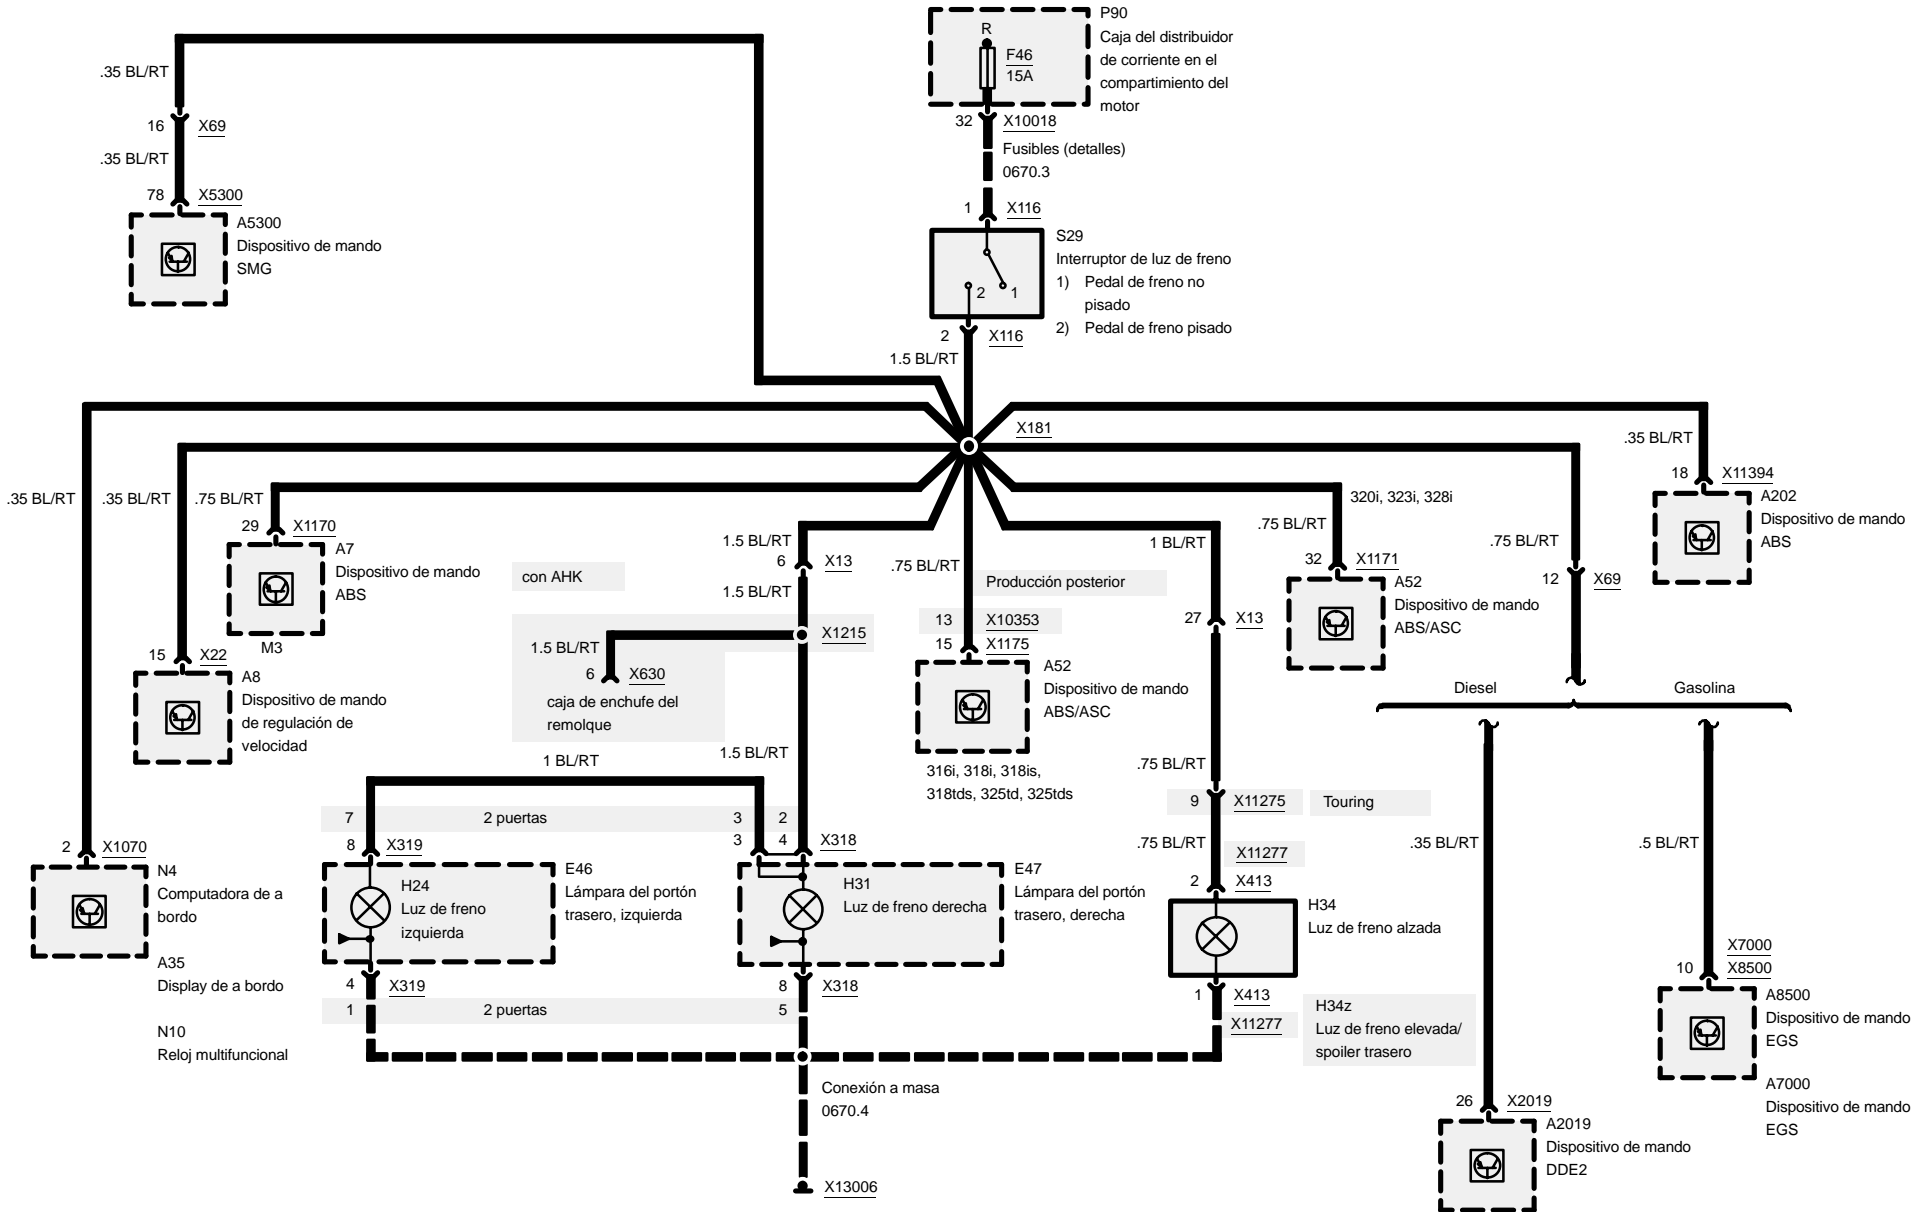 P90
Caja del distribuidor
de corriente en el
compartimiento del
motor
R
F46
15A
32 X10018
Fusibles (detalles)
0670.3
1 X116
S29
Interruptor de luz de freno
1) Pedal de freno no
pisado
2) Pedal de freno pisado
2 1
2 X116
1.5 BL/RT
.35 BL/RT
16 X69
.35 BL/RT
78 X5300
A5300
Dispositivo de mando
SMG
X181
.35 BL/RT
.35 BL/RT
.75 BL/RT
29 X1170
A7
Dispositivo de mando
ABS
M3
15 X22
A8
Dispositivo de mando
de regulación de
velocidad
2 X1070
N4
Computadora de a
bordo
A35
Display de a bordo
N10
Reloj multifuncional
con AHK
1.5 BL/RT
6 X13
1.5 BL/RT
X1215
1.5 BL/RT
6 X630
caja de enchufe del
remolque
1.5 BL/RT
1 BL/RT
7 2 puertas 3 2
8 X319
3 4 X318
E46
Lámpara del portón
trasero, izquierda
H24
Luz de freno
izquierda
H31
Luz de freno derecha
E47
Lámpara del portón
trasero, derecha
4 X319
8 X318
1 2 puertas 5
Conexión a masa
0670.4
X13006
.75 BL/RT
Producción posterior
13 X10353
15 X1175
A52
Dispositivo de mando
ABS/ASC
316i, 318i, 318is,
318tds, 325td, 325tds
1 BL/RT
27 X13
.75 BL/RT
9 X11275 Touring
.75 BL/RT
X11277
2 X413
H34
Luz de freno alzada
1 X413
X11277
H34z
Luz de freno elevada/
spoiler trasero
320i, 323i, 328i
.75 BL/RT
32 X1171
A52
Dispositivo de mando
ABS/ASC
.75 BL/RT
12 X69
.35 BL/RT
18 X11394
A202
Dispositivo de mando
ABS
Diesel Gasolina
.35 BL/RT
26 X2019
A2019
Dispositivo de mando
DDE2
.5 BL/RT
X7000
10 X8500
A8500
Dispositivo de mando
EGS
A7000
Dispositivo de mando
EGS